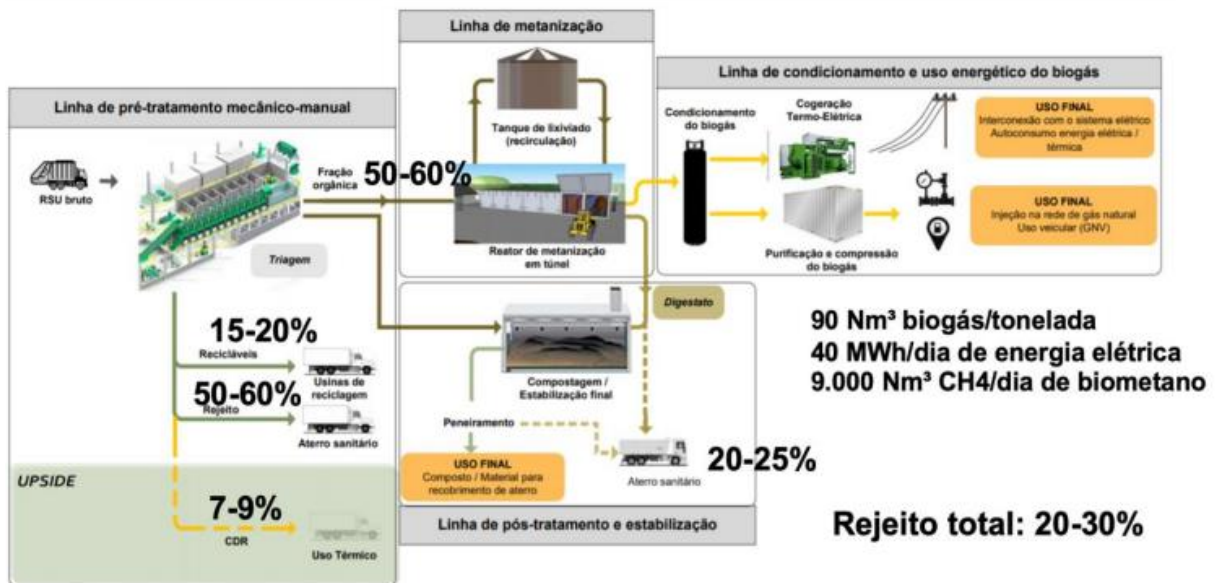 Linha de metanização
Tanque de lixiviado
(recirculação)
Fração
orgânica
50-60%
Reator de metanização
em túnel
Linha de condicionamento e uso energético do biogás
Condicionamento
do biogás
Cogeração
Termo-Elétrica
USO FINAL
Interconexão com o sistema elétrico
Autoconsumo energia elétrica /
térmica
USO FINAL
Injeção na rede de gás natural
Uso veicular (GNV)
Purificação e compressão
do biogás
Linha de pré-tratamento mecânico-manual
RSU bruto
Triagem
15-20%
Recicláveis
Usinas de
reciclagem
50-60%
Rejeito
Aterro sanitário
UPSIDE
7-9%
CDR
Uso Térmico
Digestato
Compostagem /
Estabilização final
Peneiramento
USO FINAL
Composto / Material para
recobrimento de aterro
20-25%
Aterro sanitário
Linha de pós-tratamento e estabilização
90 Nm³ biogás/tonelada
40 MWh/dia de energia elétrica
9.000 Nm³ CH4/dia de biometano
Rejeito total: 20-30%